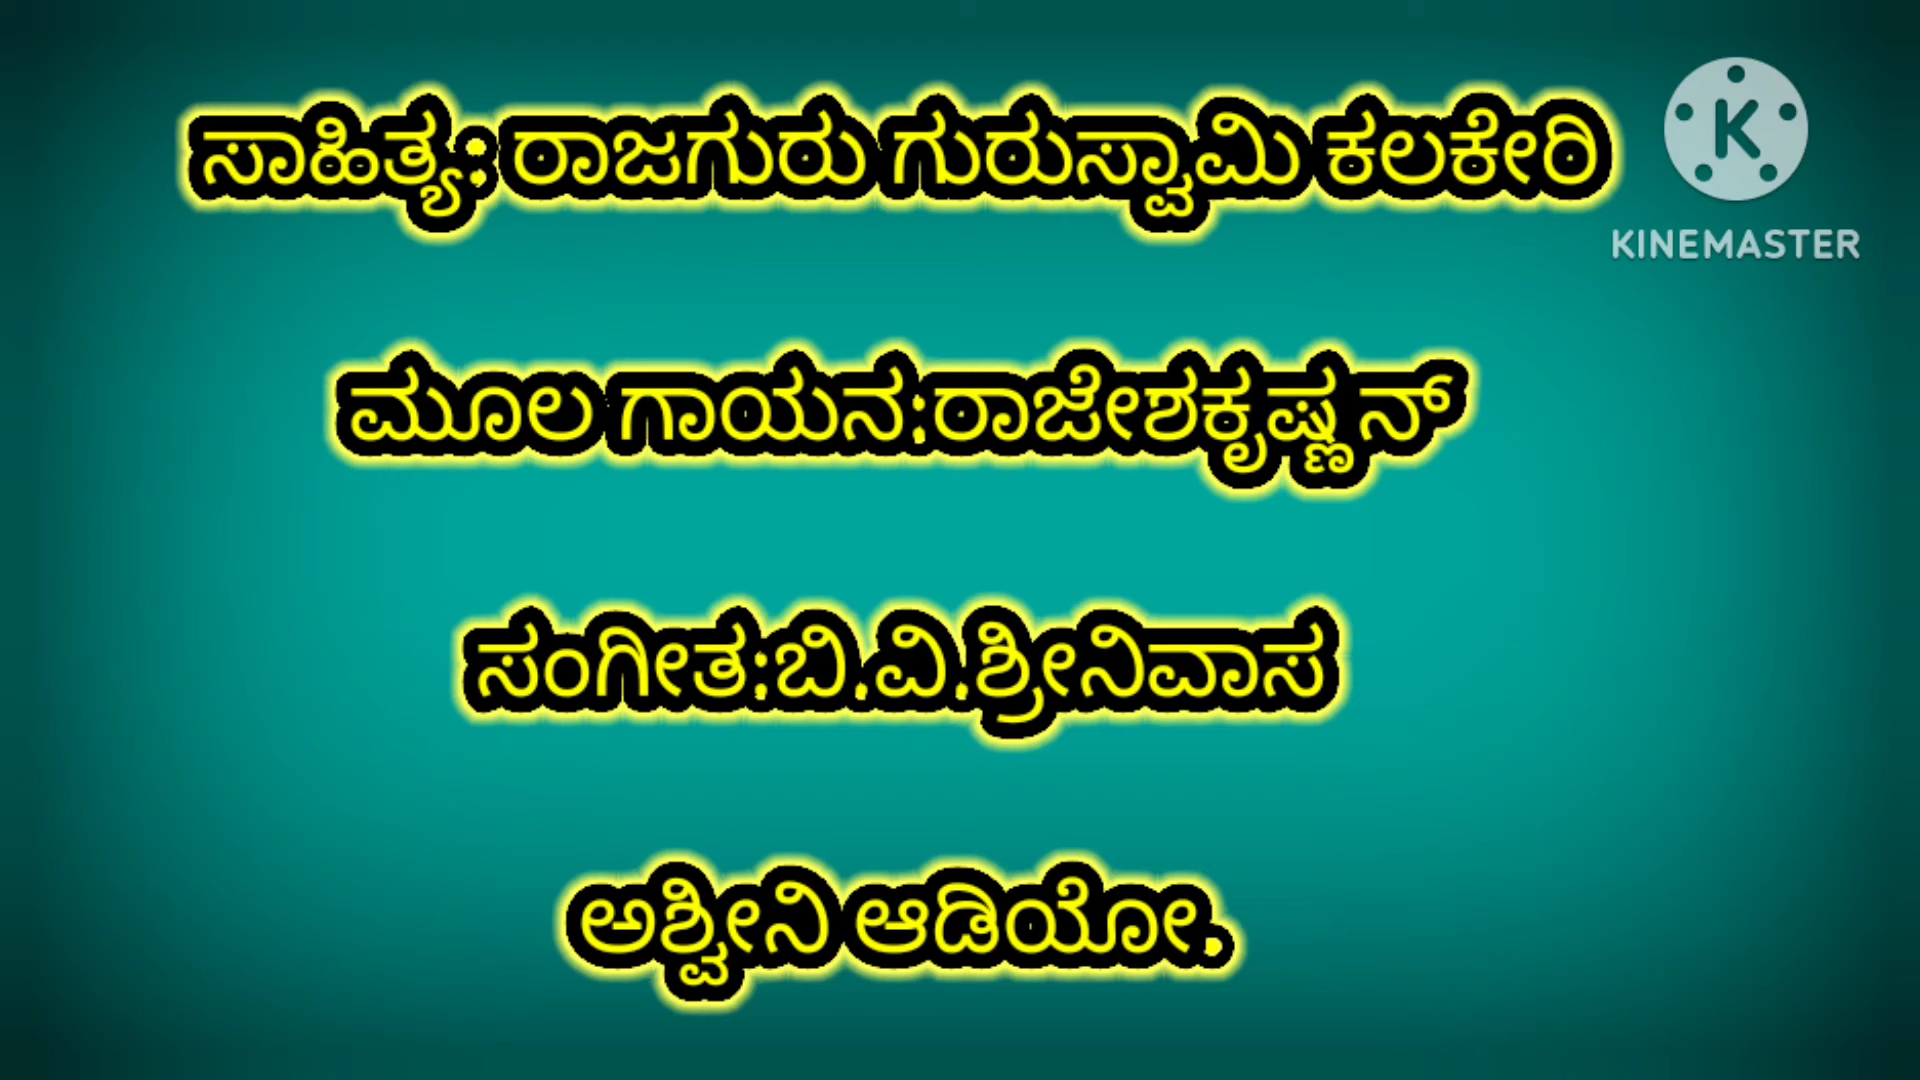 ಸಾಹಿತ್ಯ: ರಾಜಗುರು ಗುರುಸ್ವಾಮಿ ಕಲಕೇರಿ
K
KINEMASTER
ಮೂಲ ಗಾಯನ:ರಾಜೇಶಕೃಷ್ಣನ್
ಸಂಗೀತ:ಬಿ.ವಿ.ಶ್ರೀನಿವಾಸ
ಅಶ್ವೀನಿ ಆಡಿಯೋ.